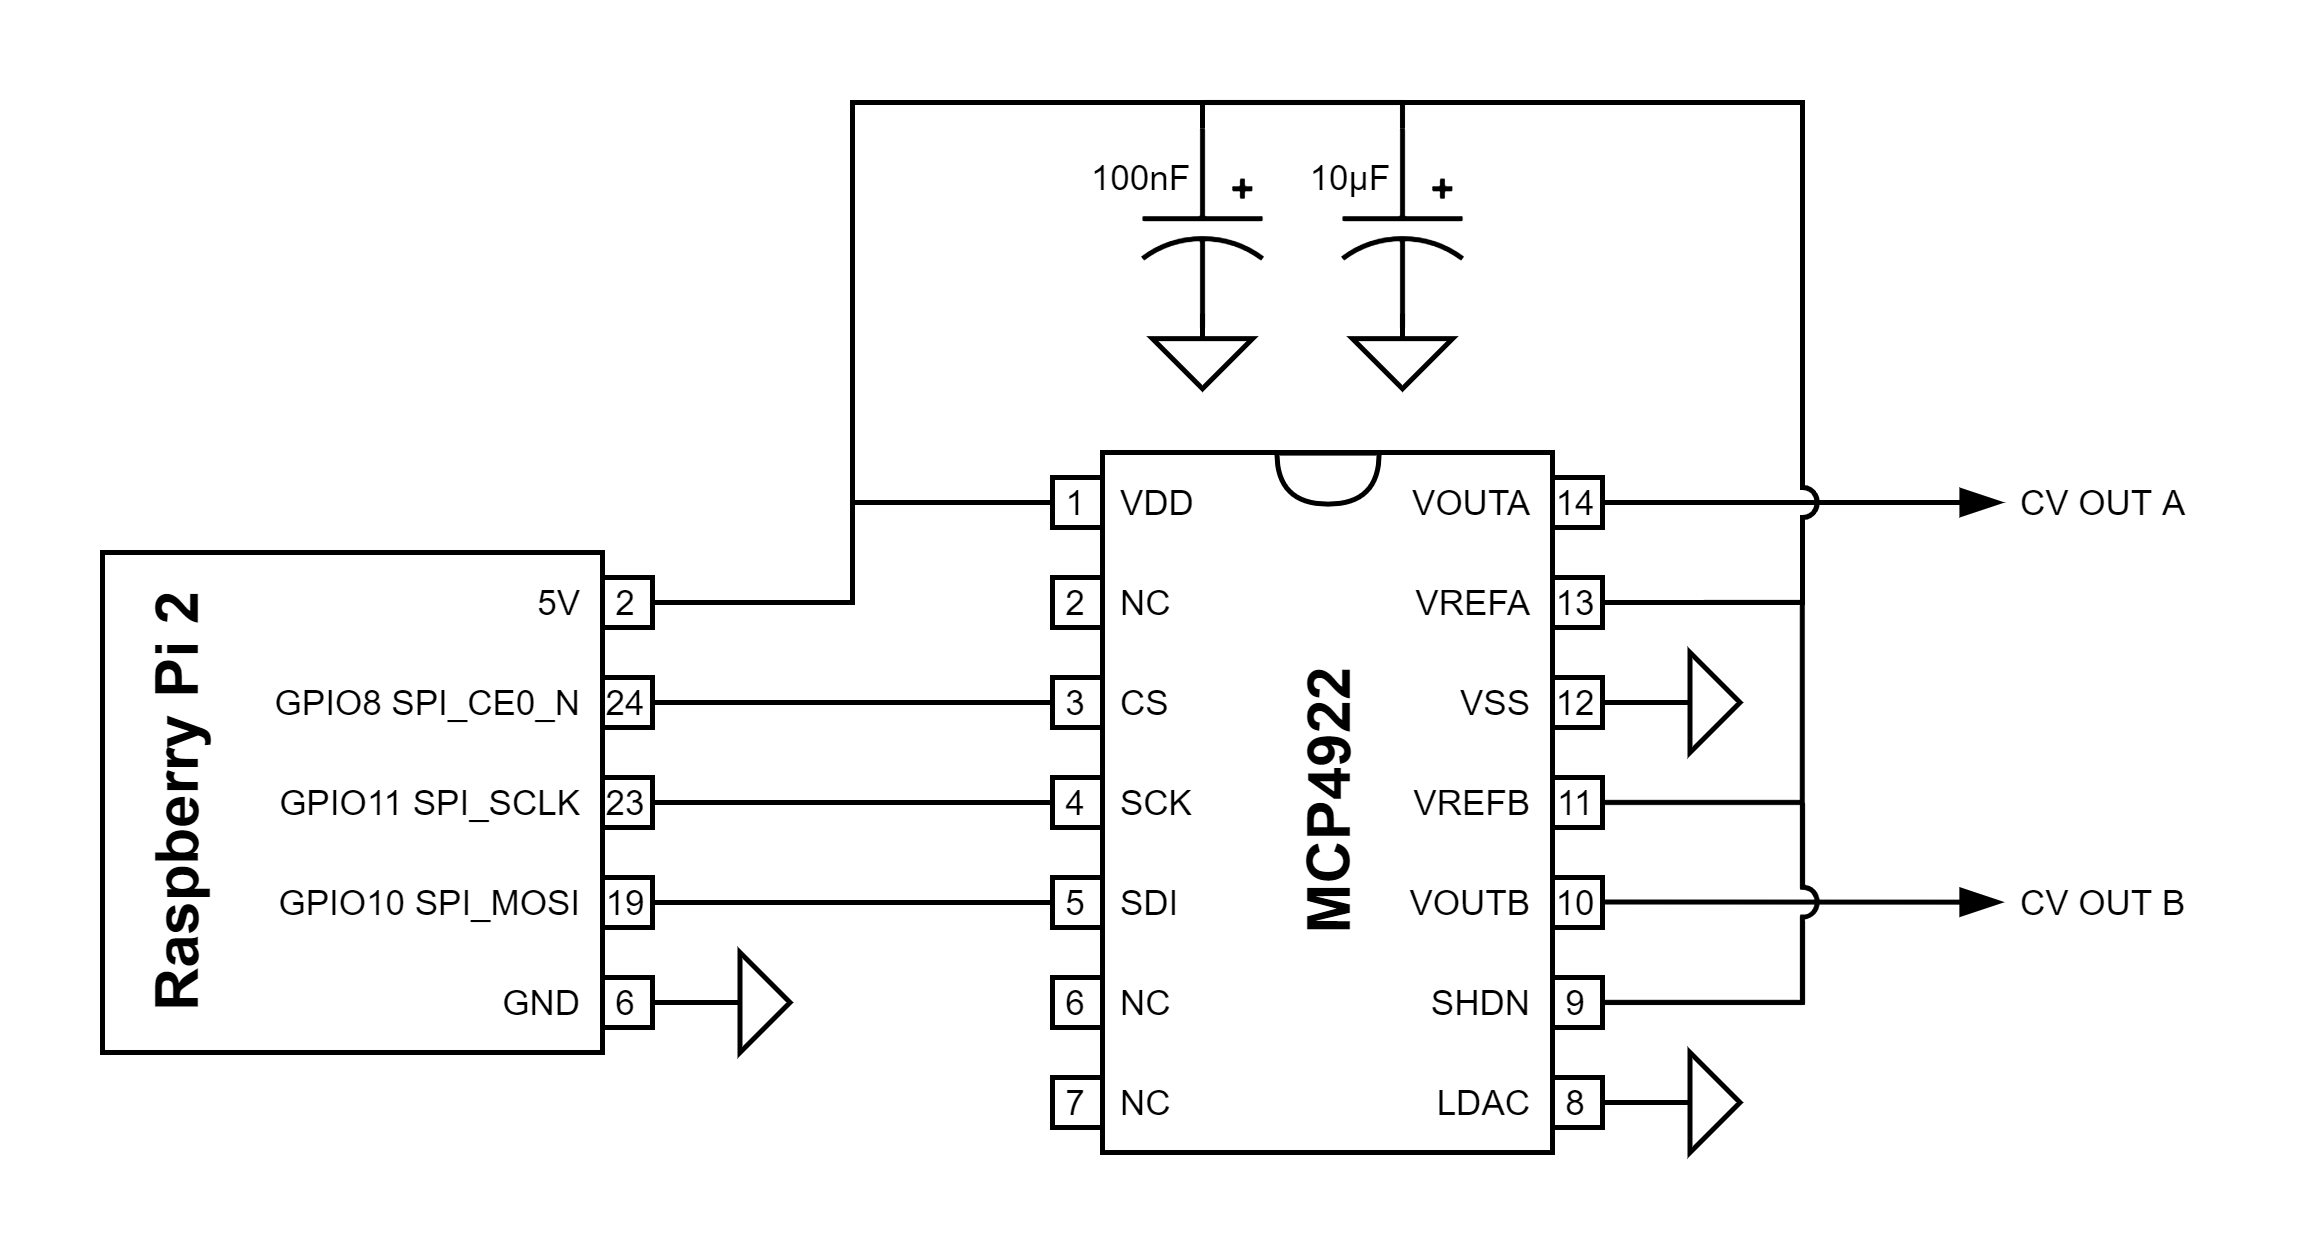 100nF +
10µF +
Raspberry Pi 2
5V 2
GPIO8 SPI_CE0_N 24
GPIO11 SPI_SCLK 23
GPIO10 SPI_MOSI 19
GND 6
MCP4922
1 VDD
2 NC
3 CS
4 SCK
5 SDI
6 NC
7 NC
VOUTA 14
VREFA 13
VSS 12
VREFB 11
VOUTB 10
SHDN 9
LDAC 8
CV OUT A
CV OUT B